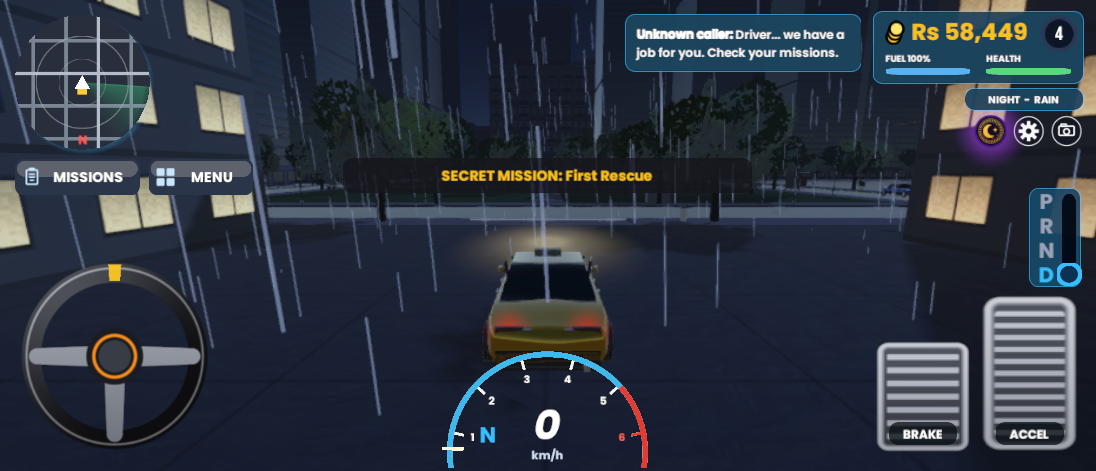 Unknown caller: Driver... we have a
job for you. Check your missions.
Rs 58,449
4
FUEL 100%
HEALTH
NIGHT - RAIN
N
MISSIONS
MENU
SECRET MISSION: First Rescue
P
R
N
D
1
2
3
4
5
6
N
0
km/h
BRAKE
ACCEL